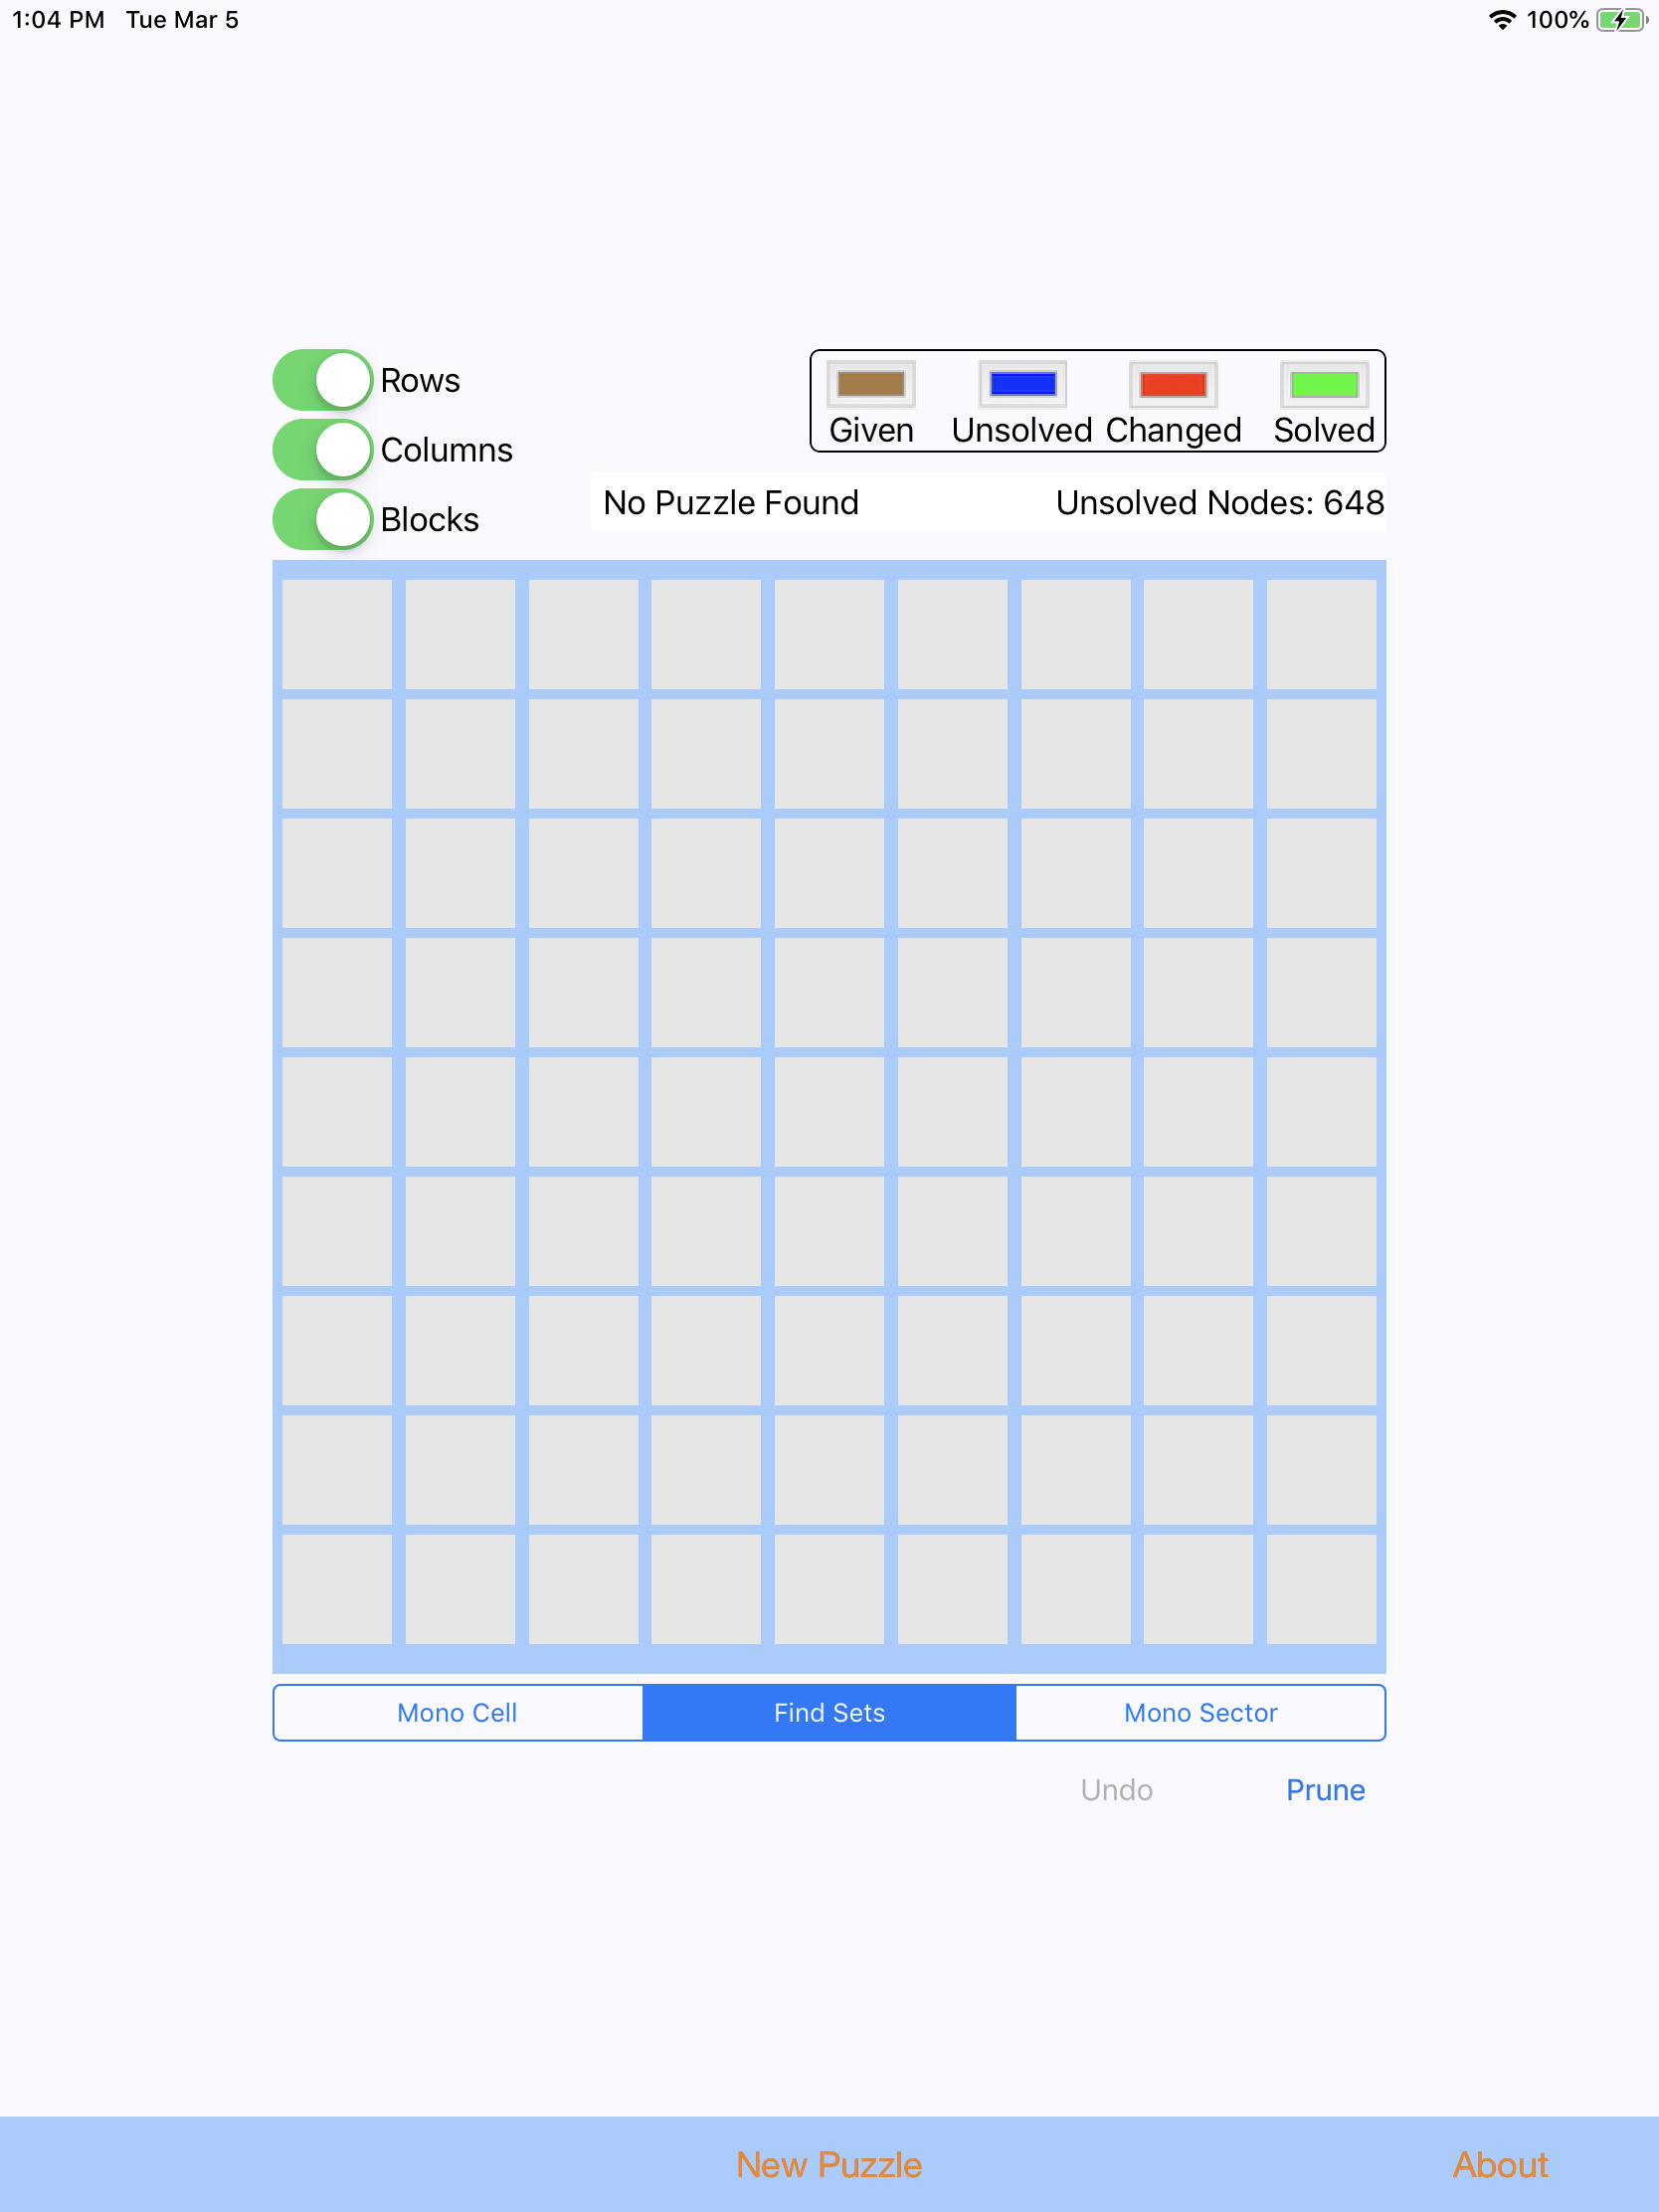 1:04 PM Tue Mar 5 100%
Rows
Columns
Blocks
Given Unsolved Changed Solved
No Puzzle Found Unsolved Nodes: 648
Mono Cell Find Sets Mono Sector
Undo Prune
New Puzzle About